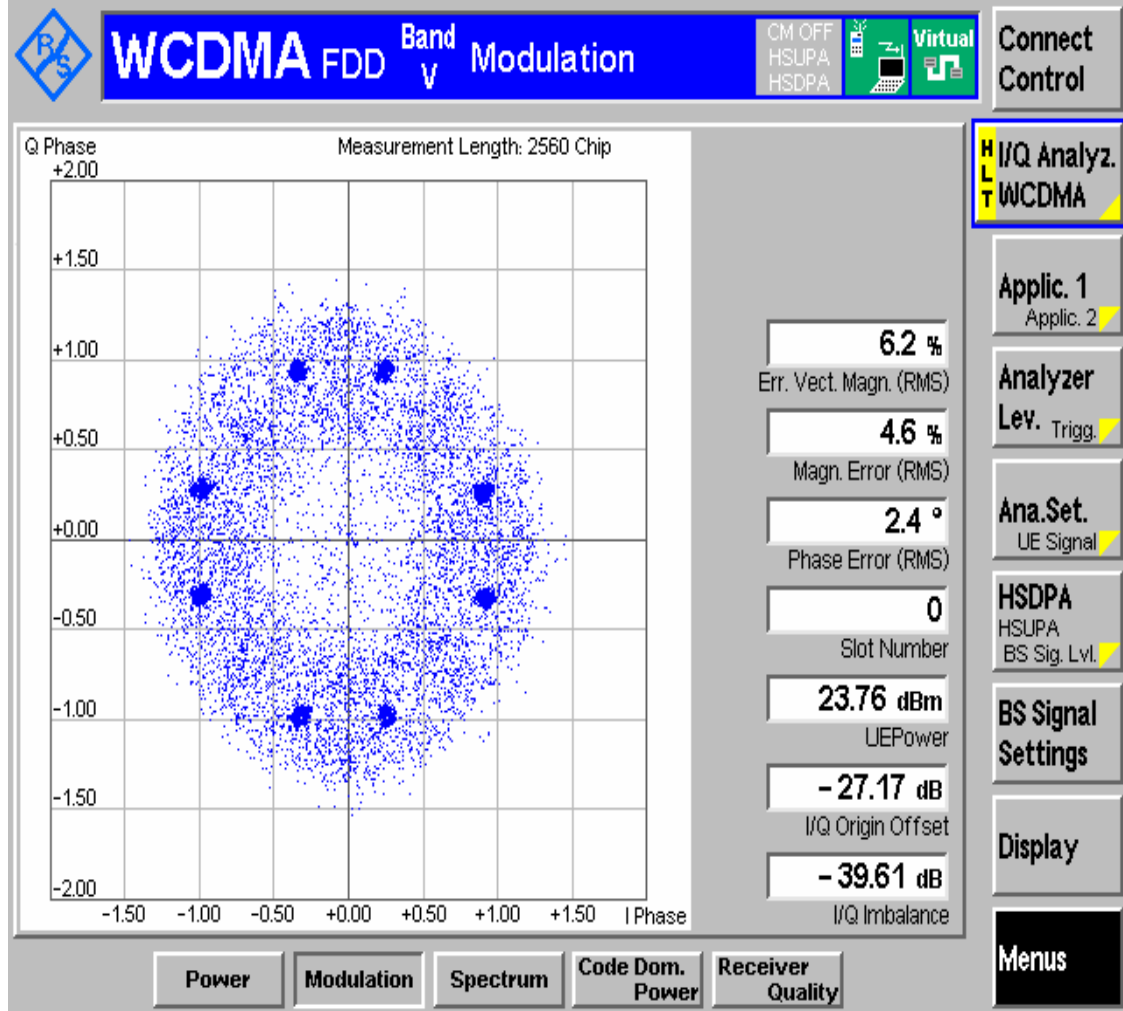 R&S
WCDMA FDD Band V Modulation
CM OFF
HSUPA
HSDPA
Virtual
Connect
Control
Q Phase
Measurement Length: 2560 Chip
+2.00
+1.50
+1.00
+0.50
+0.00
-0.50
-1.00
-1.50
-2.00
-1.50 -1.00 -0.50 +0.00 +0.50 +1.00 +1.50 I Phase
6.2 %
Err. Vect. Magn. (RMS)
4.6 %
Magn. Error (RMS)
2.4 °
Phase Error (RMS)
0
Slot Number
23.76 dBm
UEPower
-27.17 dB
I/Q Origin Offset
-39.61 dB
I/Q Imbalance
HLT
I/Q Analyz.
WCDMA
Applic. 1
Applic. 2
Analyzer
Lev. Trigg.
Ana.Set.
UE Signal
HSDPA
HSUPA
BS Sig. Lvl.
BS Signal
Settings
Display
Menus
Power
Modulation
Spectrum
Code Dom.
Power
Receiver
Quality